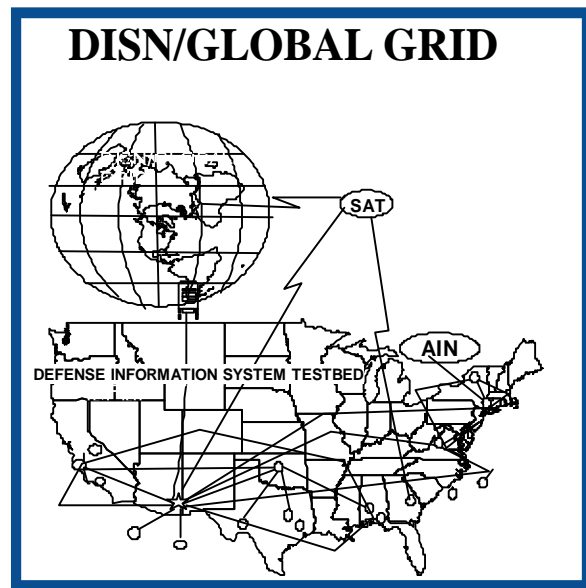 DISN/GLOBAL GRID
SAT
AIN
DEFENSE INFORMATION SYSTEM TESTBED